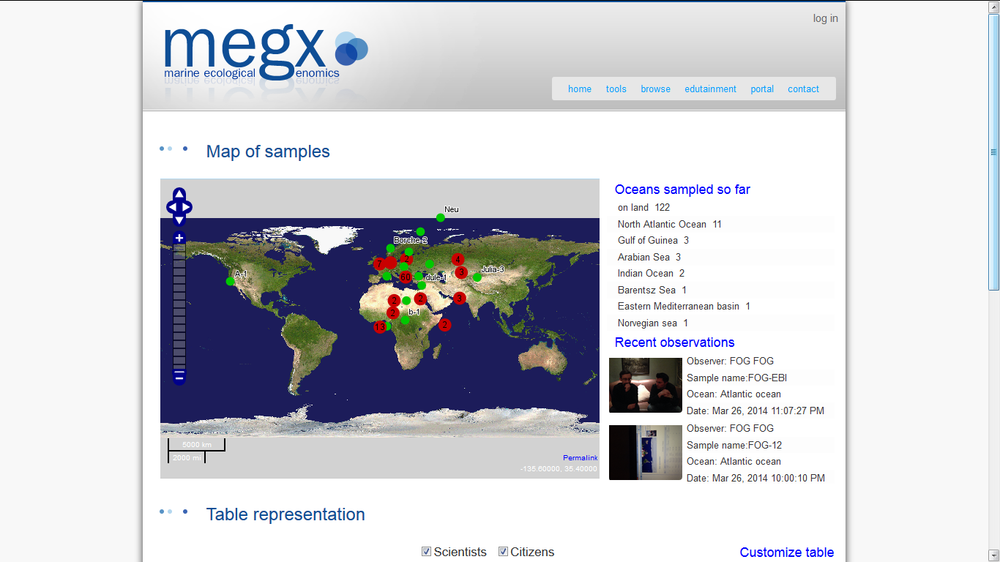 log in
megx
marine ecological enomics
home tools browse edutainment portal contact
Map of samples
Neu
Borche-2
A-1
7
2
4
60
dule-1
3
Julia-3
2
2
3
2
b-1
13
2
5000 km
2000 mi
Permalink
-135.60000, 35.40000
Oceans sampled so far
on land 122
North Atlantic Ocean 11
Gulf of Guinea 3
Arabian Sea 3
Indian Ocean 2
Barentsz Sea 1
Eastern Mediterranean basin 1
Norwegian sea 1
Recent observations
Observer: FOG FOG
Sample name:FOG-EBI
Ocean: Atlantic ocean
Date: Mar 26, 2014 11:07:27 PM
Observer: FOG FOG
Sample name:FOG-12
Ocean: Atlantic ocean
Date: Mar 26, 2014 10:00:10 PM
Table representation
Scientists Citizens
Customize table